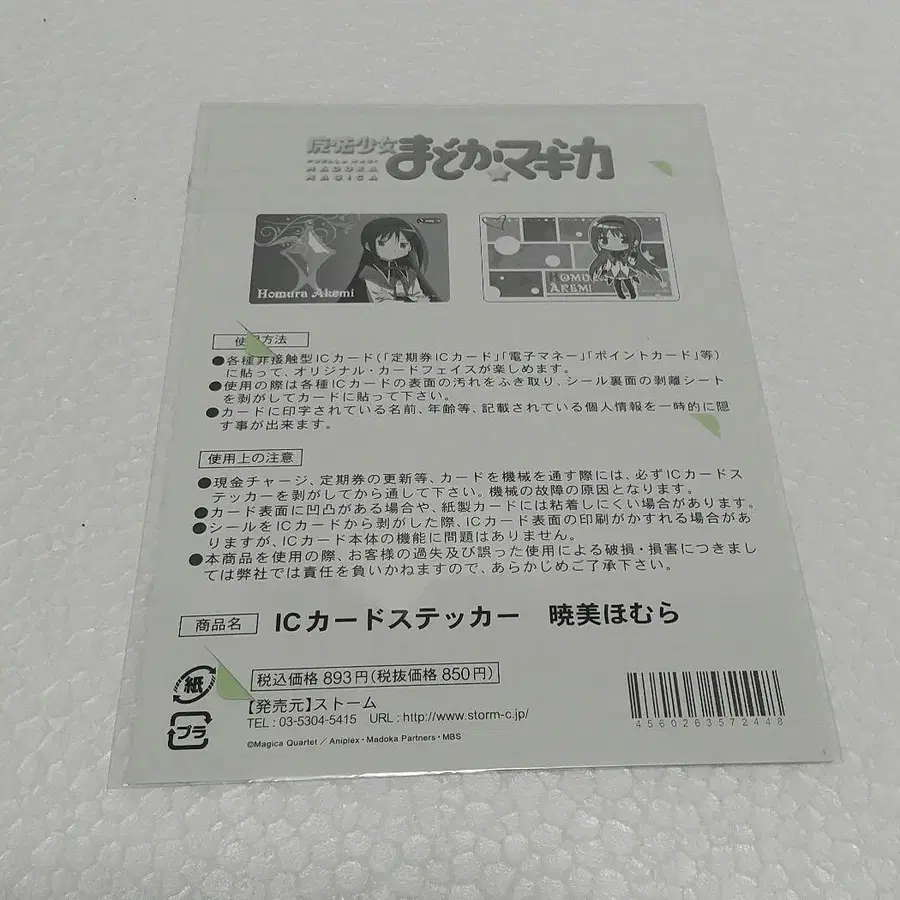 魔法少女まどか☆マギカ
PUELLA MAGI
MADOKA
MAGICA
Homura Akemi
HOMURA
AKEMI
使用方法
●各種非接触型ICカード(「定期券ICカード」「電子マネー」「ポイントカード」等)
に貼って、オリジナル・カードフェイスが楽しめます。
●使用の際は各種ICカードの表面の汚れをふき取り、シール裏面の剥離シート
を剥がしてカードに貼って下さい。
●カードに印字されている名前、年齢等、記載されている個人情報を一時的に隠
す事が出来ます。
使用上の注意
●現金チャージ、定期券の更新等、カードを機械を通す際には、必ずICカードス
テッカーを剥がしてから通して下さい。機械の故障の原因となります。
●カード表面に凹凸がある場合や、紙製カードには粘着しにくい場合があります。
●シールをICカードから剥がした際、ICカード表面の印刷がかすれる場合があ
りますが、ICカード本体の機能に問題はありません。
●本商品を使用の際、お客様の過失及び誤った使用による破損・損害につきまし
ては弊社では責任を負いかねますので、あらかじめご了承下さい。
商品名 ICカードステッカー 暁美ほむら
紙
プラ
税込価格893円(税抜価格850円)
【発売元】ストーム
TEL : 03-5304-5415 URL : http://www.storm-c.jp/
©Magica Quartet / Aniplex・Madoka Partners・MBS
4560263572448